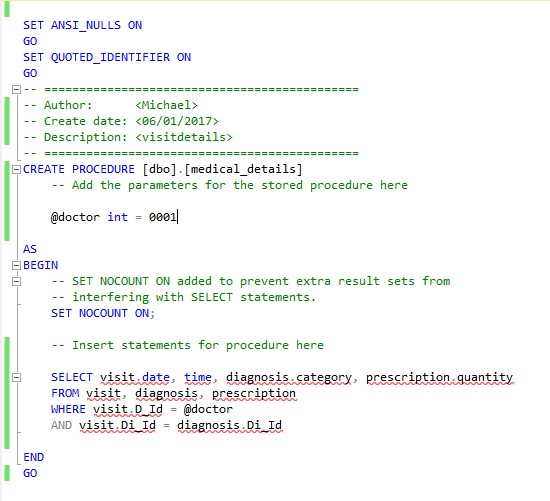 SET ANSI_NULLS ON
GO
SET QUOTED_IDENTIFIER ON
GO
-- =============================================
-- Author:      <Michael>
-- Create date: <06/01/2017>
-- Description: <visitdetails>
-- =============================================
CREATE PROCEDURE [dbo].[medical_details]
-- Add the parameters for the stored procedure here
@doctor int = 0001
AS
BEGIN
-- SET NOCOUNT ON added to prevent extra result sets from
-- interfering with SELECT statements.
SET NOCOUNT ON;
-- Insert statements for procedure here
SELECT visit.date, time, diagnosis.category, prescription.quantity
FROM visit, diagnosis, prescription
WHERE visit.D_Id = @doctor
AND visit.Di_Id = diagnosis.Di_Id
END
GO